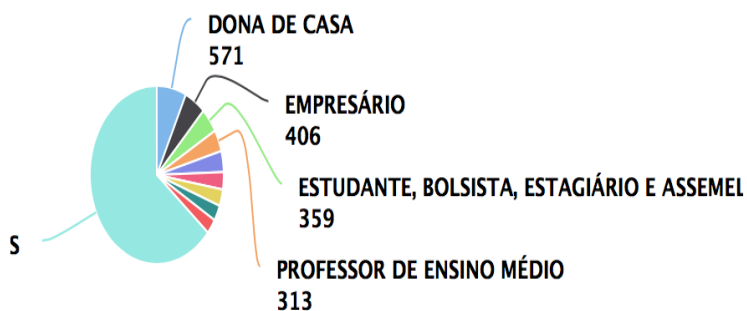 DONA DE CASA
571
EMPRESÁRIO
406
ESTUDANTE, BOLSISTA, ESTAGIÁRIO E ASSEMEL
359
S
PROFESSOR DE ENSINO MÉDIO
313